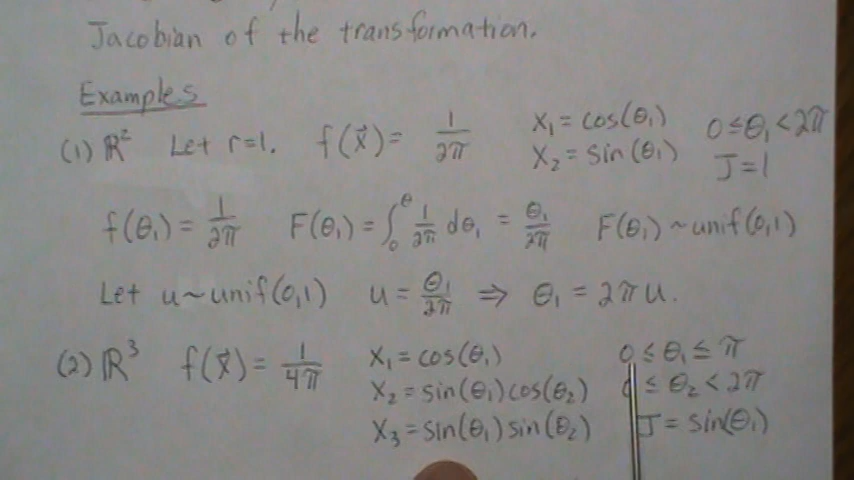 Jacobian of the transformation.
Examples
(1) ℝ² Let r=1. f(x⃗) = 1/2π x₁ = cos(θ₁) 0 ≤ θ₁ < 2π
x₂ = sin(θ₁) J = 1
f(θ₁) = 1/2π F(θ₁) = ∫₀^θ 1/2π dθ₁ = θ₁/2π F(θ₁) ~ unif(0,1)
Let u ~ unif(0,1) u = θ₁/2π ⇒ θ₁ = 2πu.
(2) ℝ³ f(x⃗) = 1/4π x₁ = cos(θ₁) 0 ≤ θ₁ ≤ π
x₂ = sin(θ₁)cos(θ₂) ≤ θ₂ < 2π
x₃ = sin(θ₁)sin(θ₂) J = sin(θ₁)